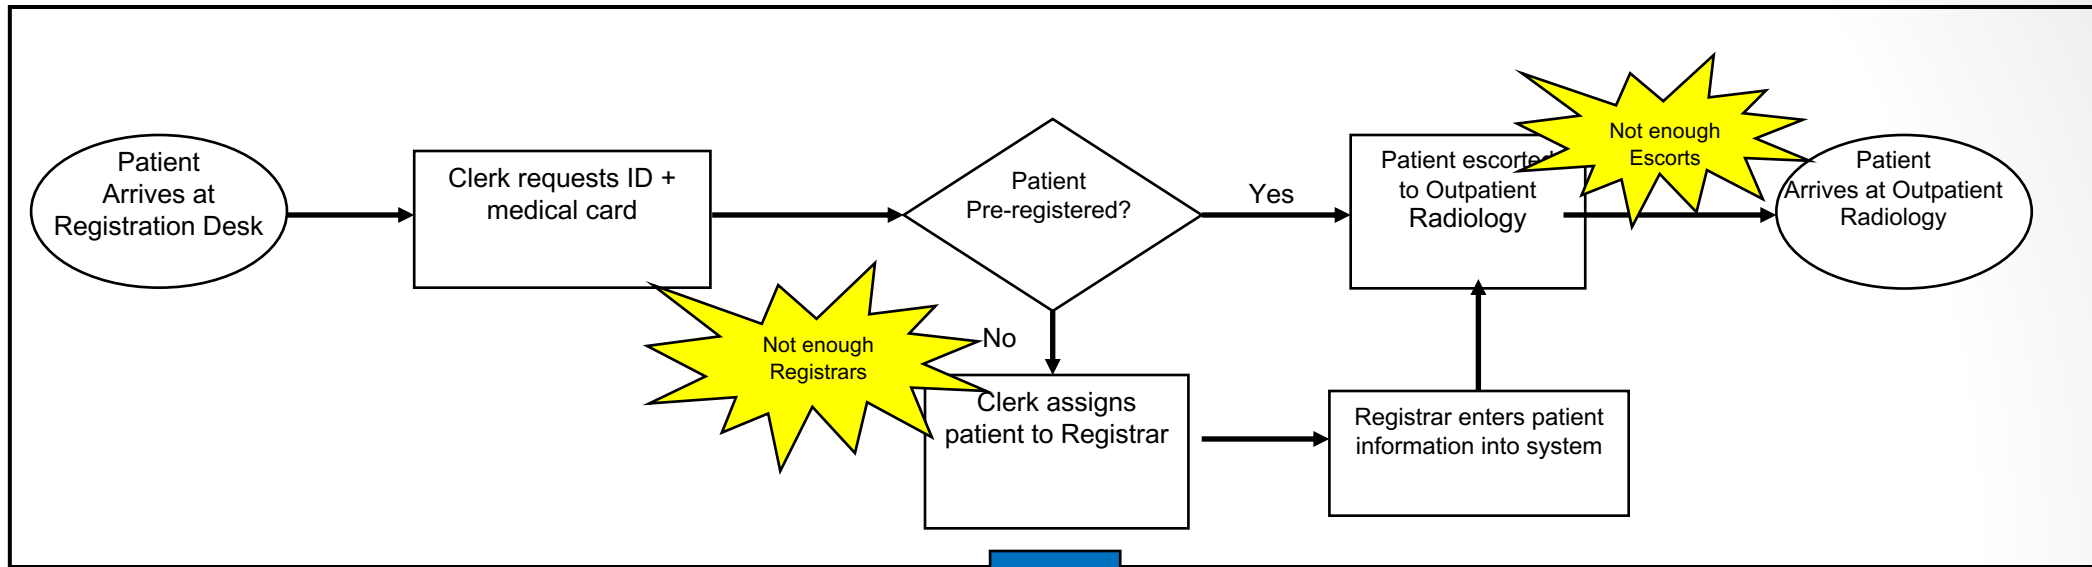 Patient
Arrives at
Registration Desk
Clerk requests ID +
medical card
Patient
Pre-registered?
Yes
No
Patient escorted
to Outpatient
Radiology
Not enough
Escorts
Patient
Arrives at Outpatient
Radiology
Not enough
Registrars
Clerk assigns
patient to Registrar
Registrar enters patient
information into system